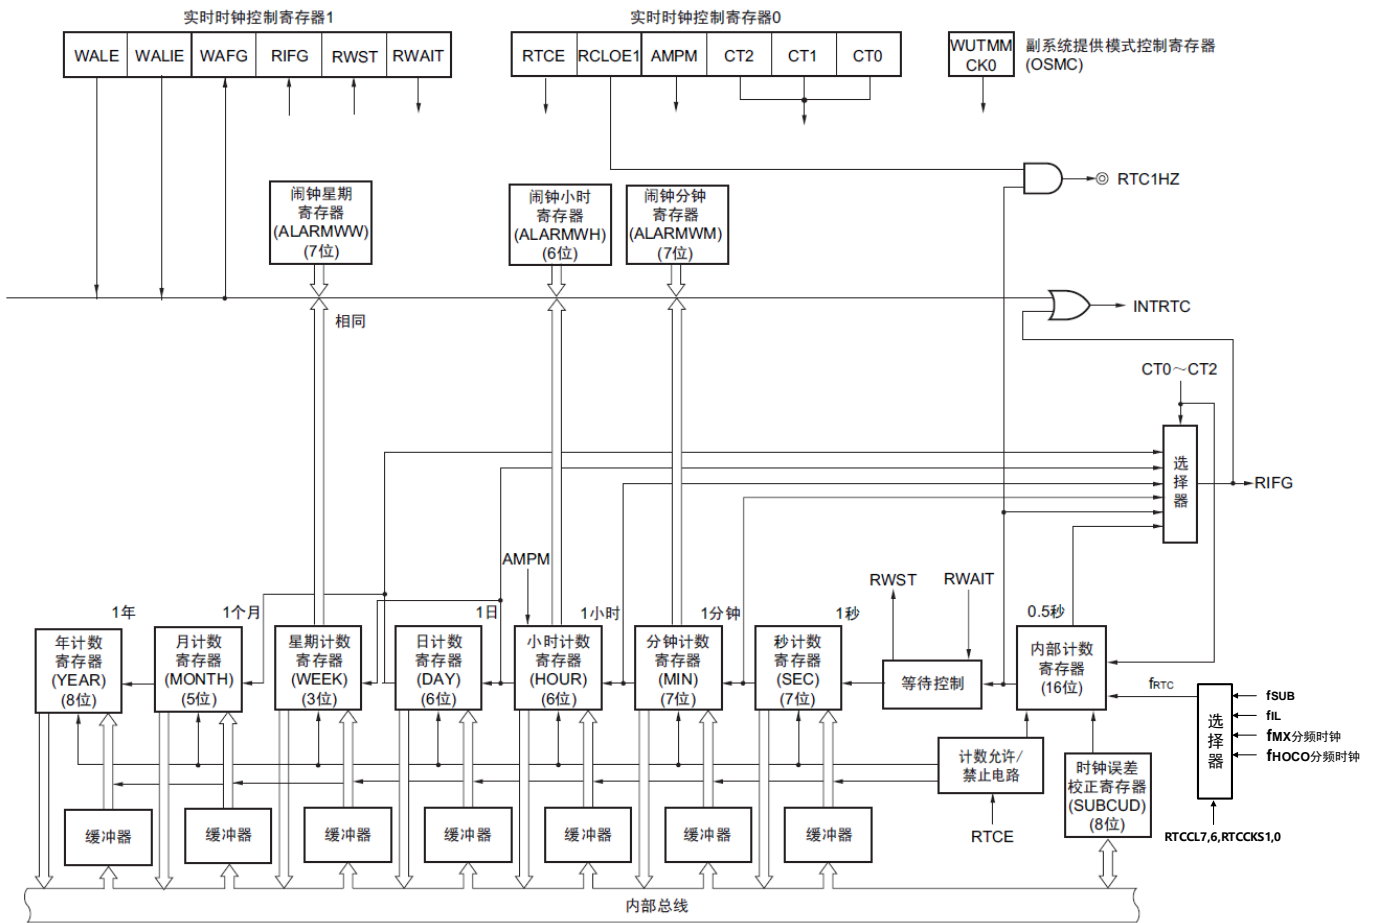 实时时钟控制寄存器1
WALE WALIE WAFG RIFG RWST RWAIT
实时时钟控制寄存器0
RTCE RCLOE1 AMPM CT2 CT1 CT0
WUTMM
CK0
副系统提供模式控制寄存器
(OSMC)
RTC1HZ
闹钟星期
寄存器
(ALARMWW)
(7位)
闹钟小时
寄存器
(ALARMWH)
(6位)
闹钟分钟
寄存器
(ALARMWM)
(7位)
相同
INTRTC
CT0～CT2
选
择
器
RIFG
AMPM
RWST
RWAIT
1年
1个月
1日
1小时
1分钟
1秒
0.5秒
年计数
寄存器
(YEAR)
(8位)
月计数
寄存器
(MONTH)
(5位)
星期计数
寄存器
(WEEK)
(3位)
日计数
寄存器
(DAY)
(6位)
小时计数
寄存器
(HOUR)
(6位)
分钟计数
寄存器
(MIN)
(7位)
秒计数
寄存器
(SEC)
(7位)
等待控制
内部计数
寄存器
(16位)
fRTC
选
择
器
fSUB
fIL
fMX分频时钟
fHOCO分频时钟
RTCCL7,6,RTCCKS1,0
计数允许/
禁止电路
RTCE
时钟误差
校正寄存器
(SUBCUD)
(8位)
缓冲器
缓冲器
缓冲器
缓冲器
缓冲器
缓冲器
缓冲器
内部总线